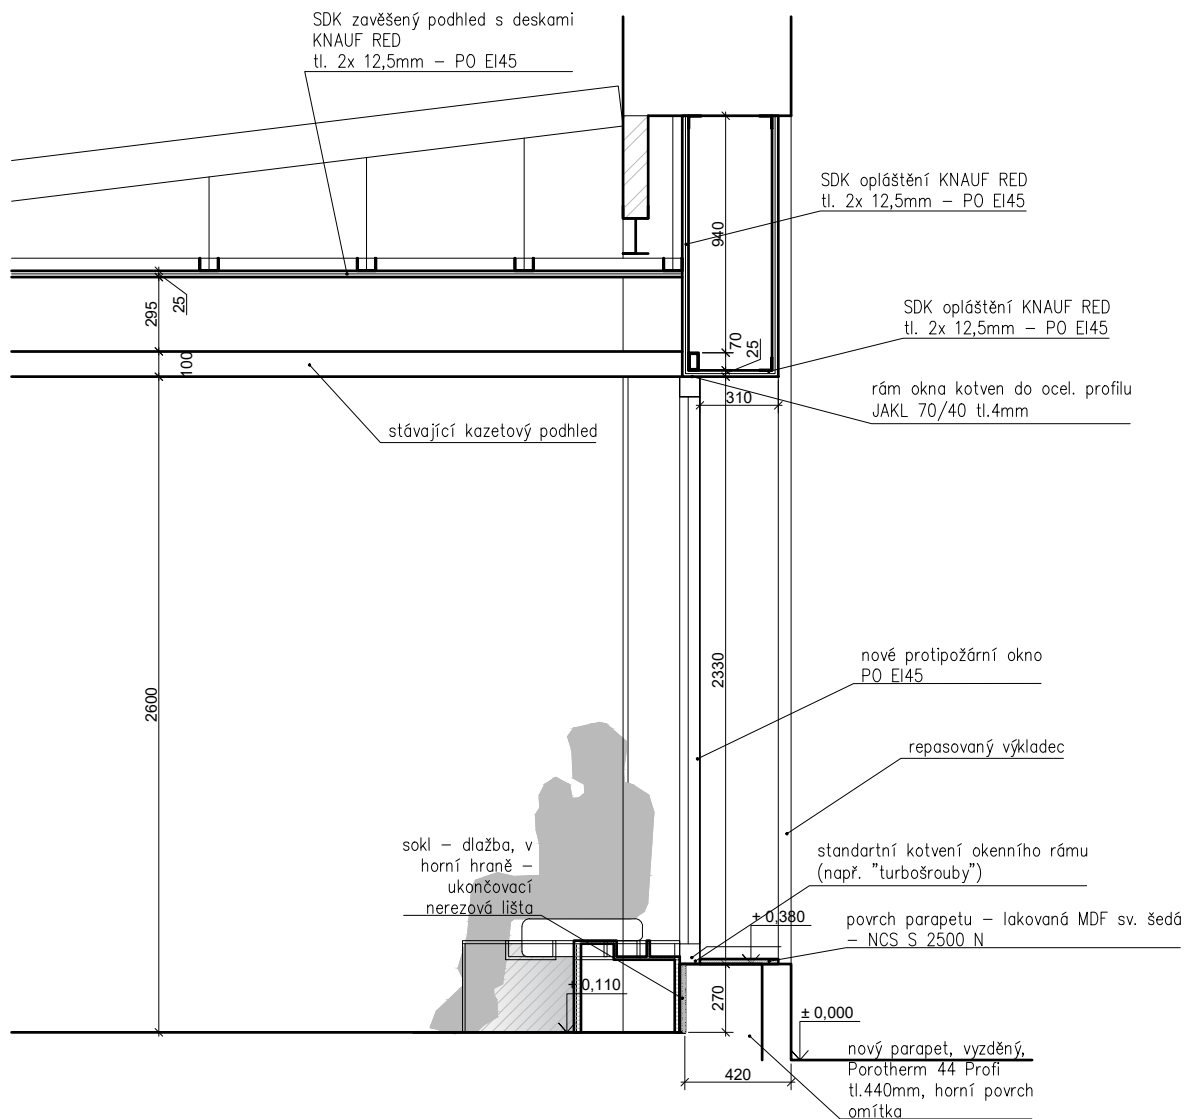 SDK zavěšený podhled s deskami
KNAUF RED
tl. 2x 12,5mm – PO EI45
SDK opláštění KNAUF RED
tl. 2x 12,5mm – PO EI45
940
295
25
100
70
25
SDK opláštění KNAUF RED
tl. 2x 12,5mm – PO EI45
rám okna kotven do ocel. profilu
JAKL 70/40 tl.4mm
310
stávající kazetový podhled
2600
2330
nové protipožární okno
PO EI45
repasovaný výkladec
sokl – dlažba, v
horní hraně –
ukončovací
nerezová lišta
standartní kotvení okenního rámu
(např. "turbošrouby")
+ 0,380
povrch parapetu – lakovaná MDF sv. šedá
– NCS S 2500 N
+ 0,110
270
± 0,000
420
nový parapet, vyzděný,
Porotherm 44 Profi
tl.440mm, horní povrch
omítka